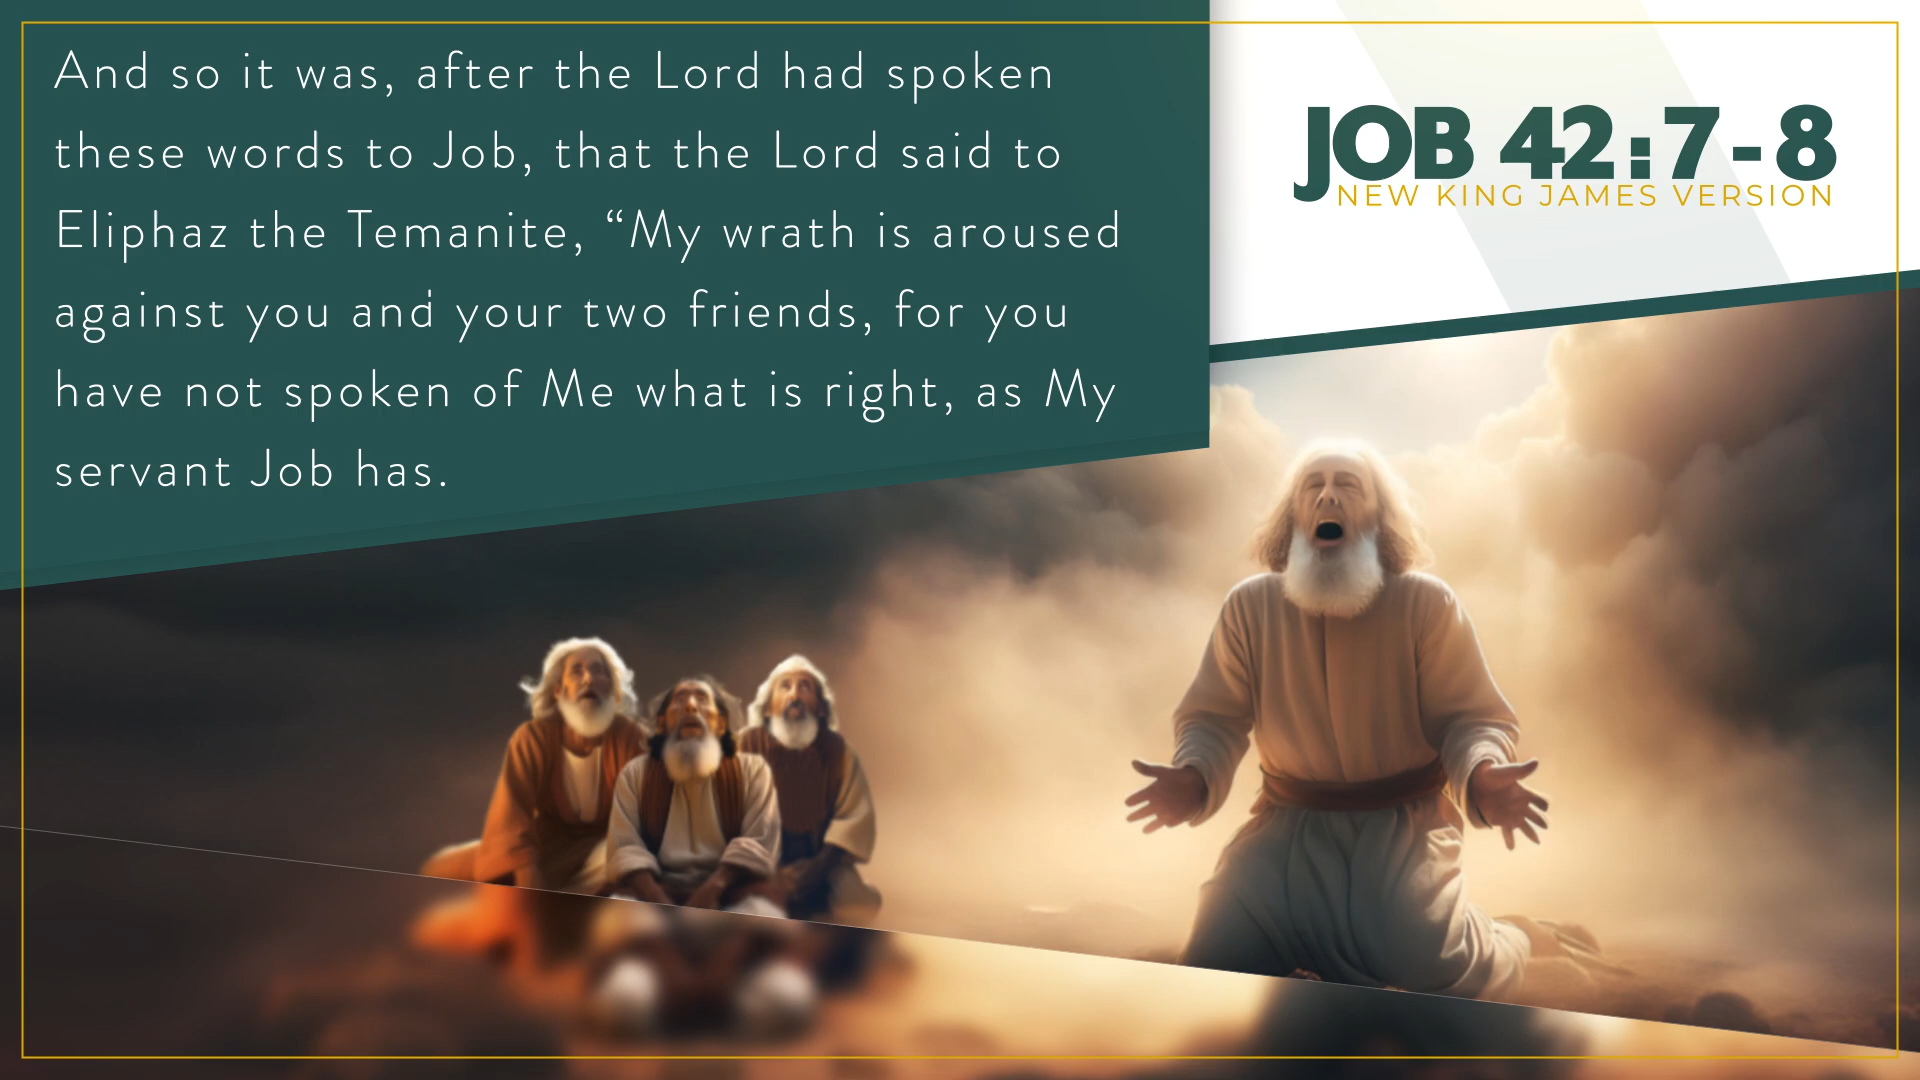 And so it was, after the Lord had spoken
these words to Job, that the Lord said to
Eliphaz the Temanite, “My wrath is aroused
against you and your two friends, for you
have not spoken of Me what is right, as My
servant Job has.
JOB 42:7-8
NEW KING JAMES VERSION